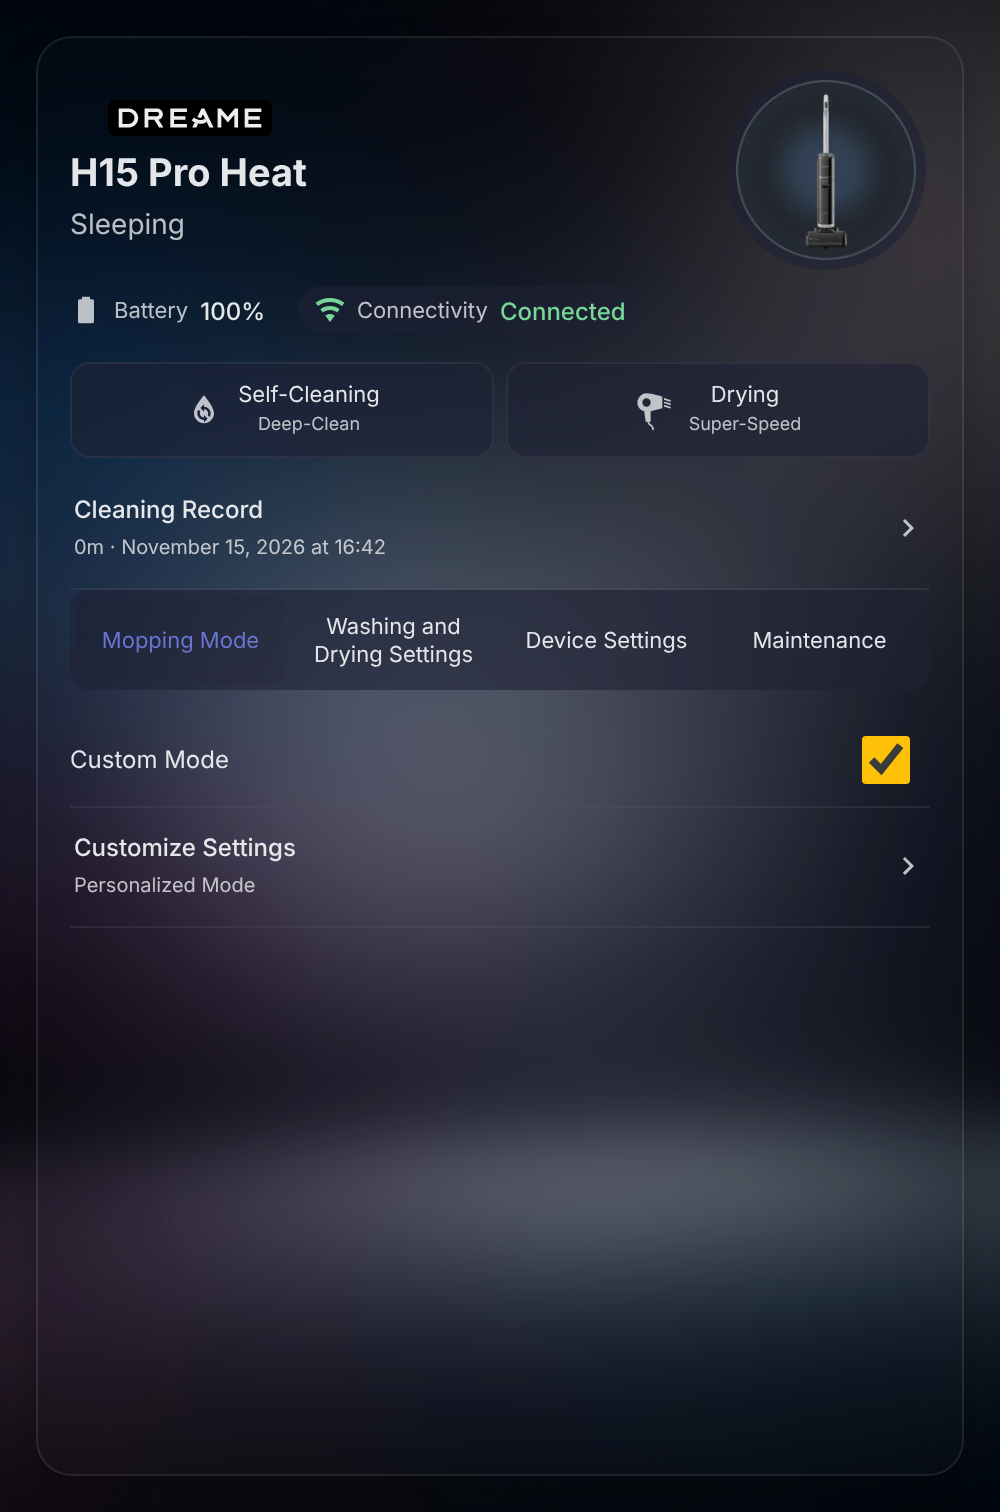 DREAME
H15 Pro Heat
Sleeping
Battery 100% Connectivity Connected
Self-Cleaning
Deep-Clean
Drying
Super-Speed
Cleaning Record
0m · November 15, 2026 at 16:42
Mopping Mode
Washing and
Drying Settings
Device Settings
Maintenance
Custom Mode
Customize Settings
Personalized Mode